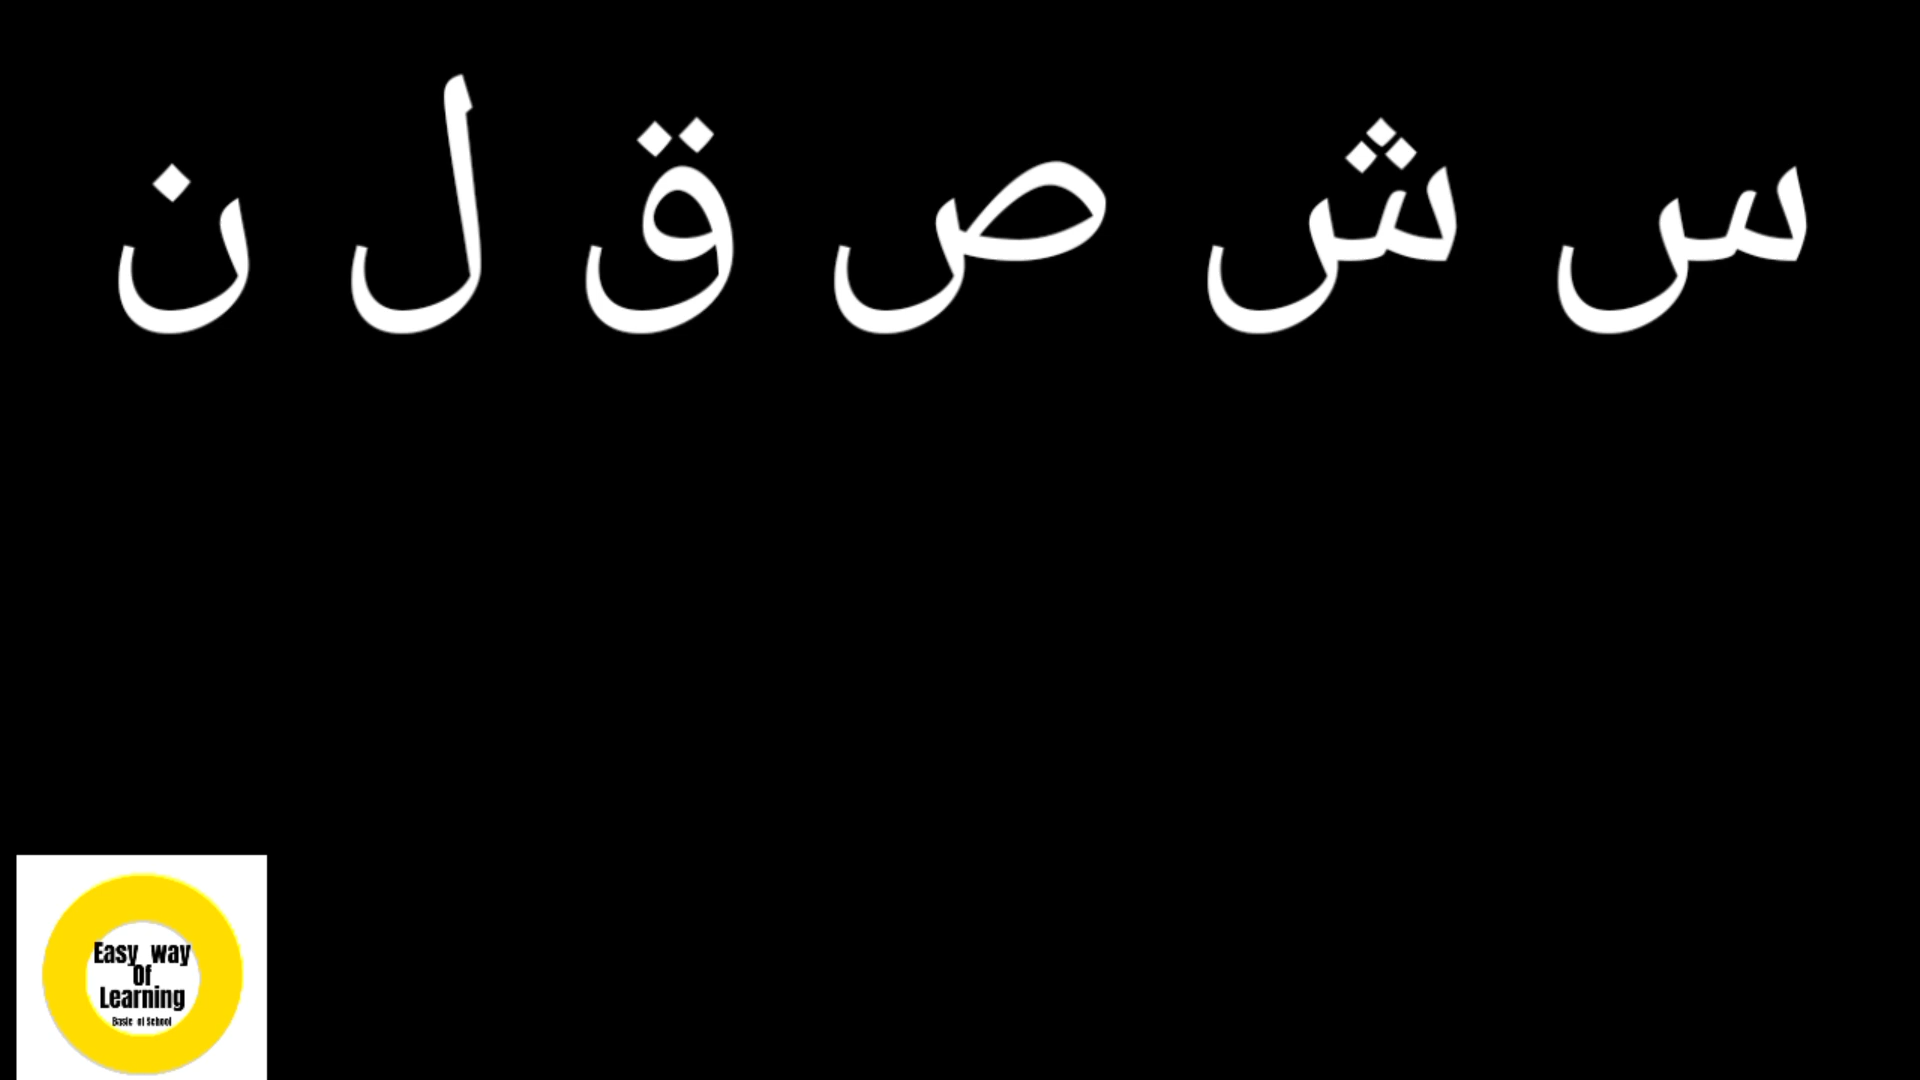 س ش ص ق ل ن
Easy way
Of
Learning
Basic of School